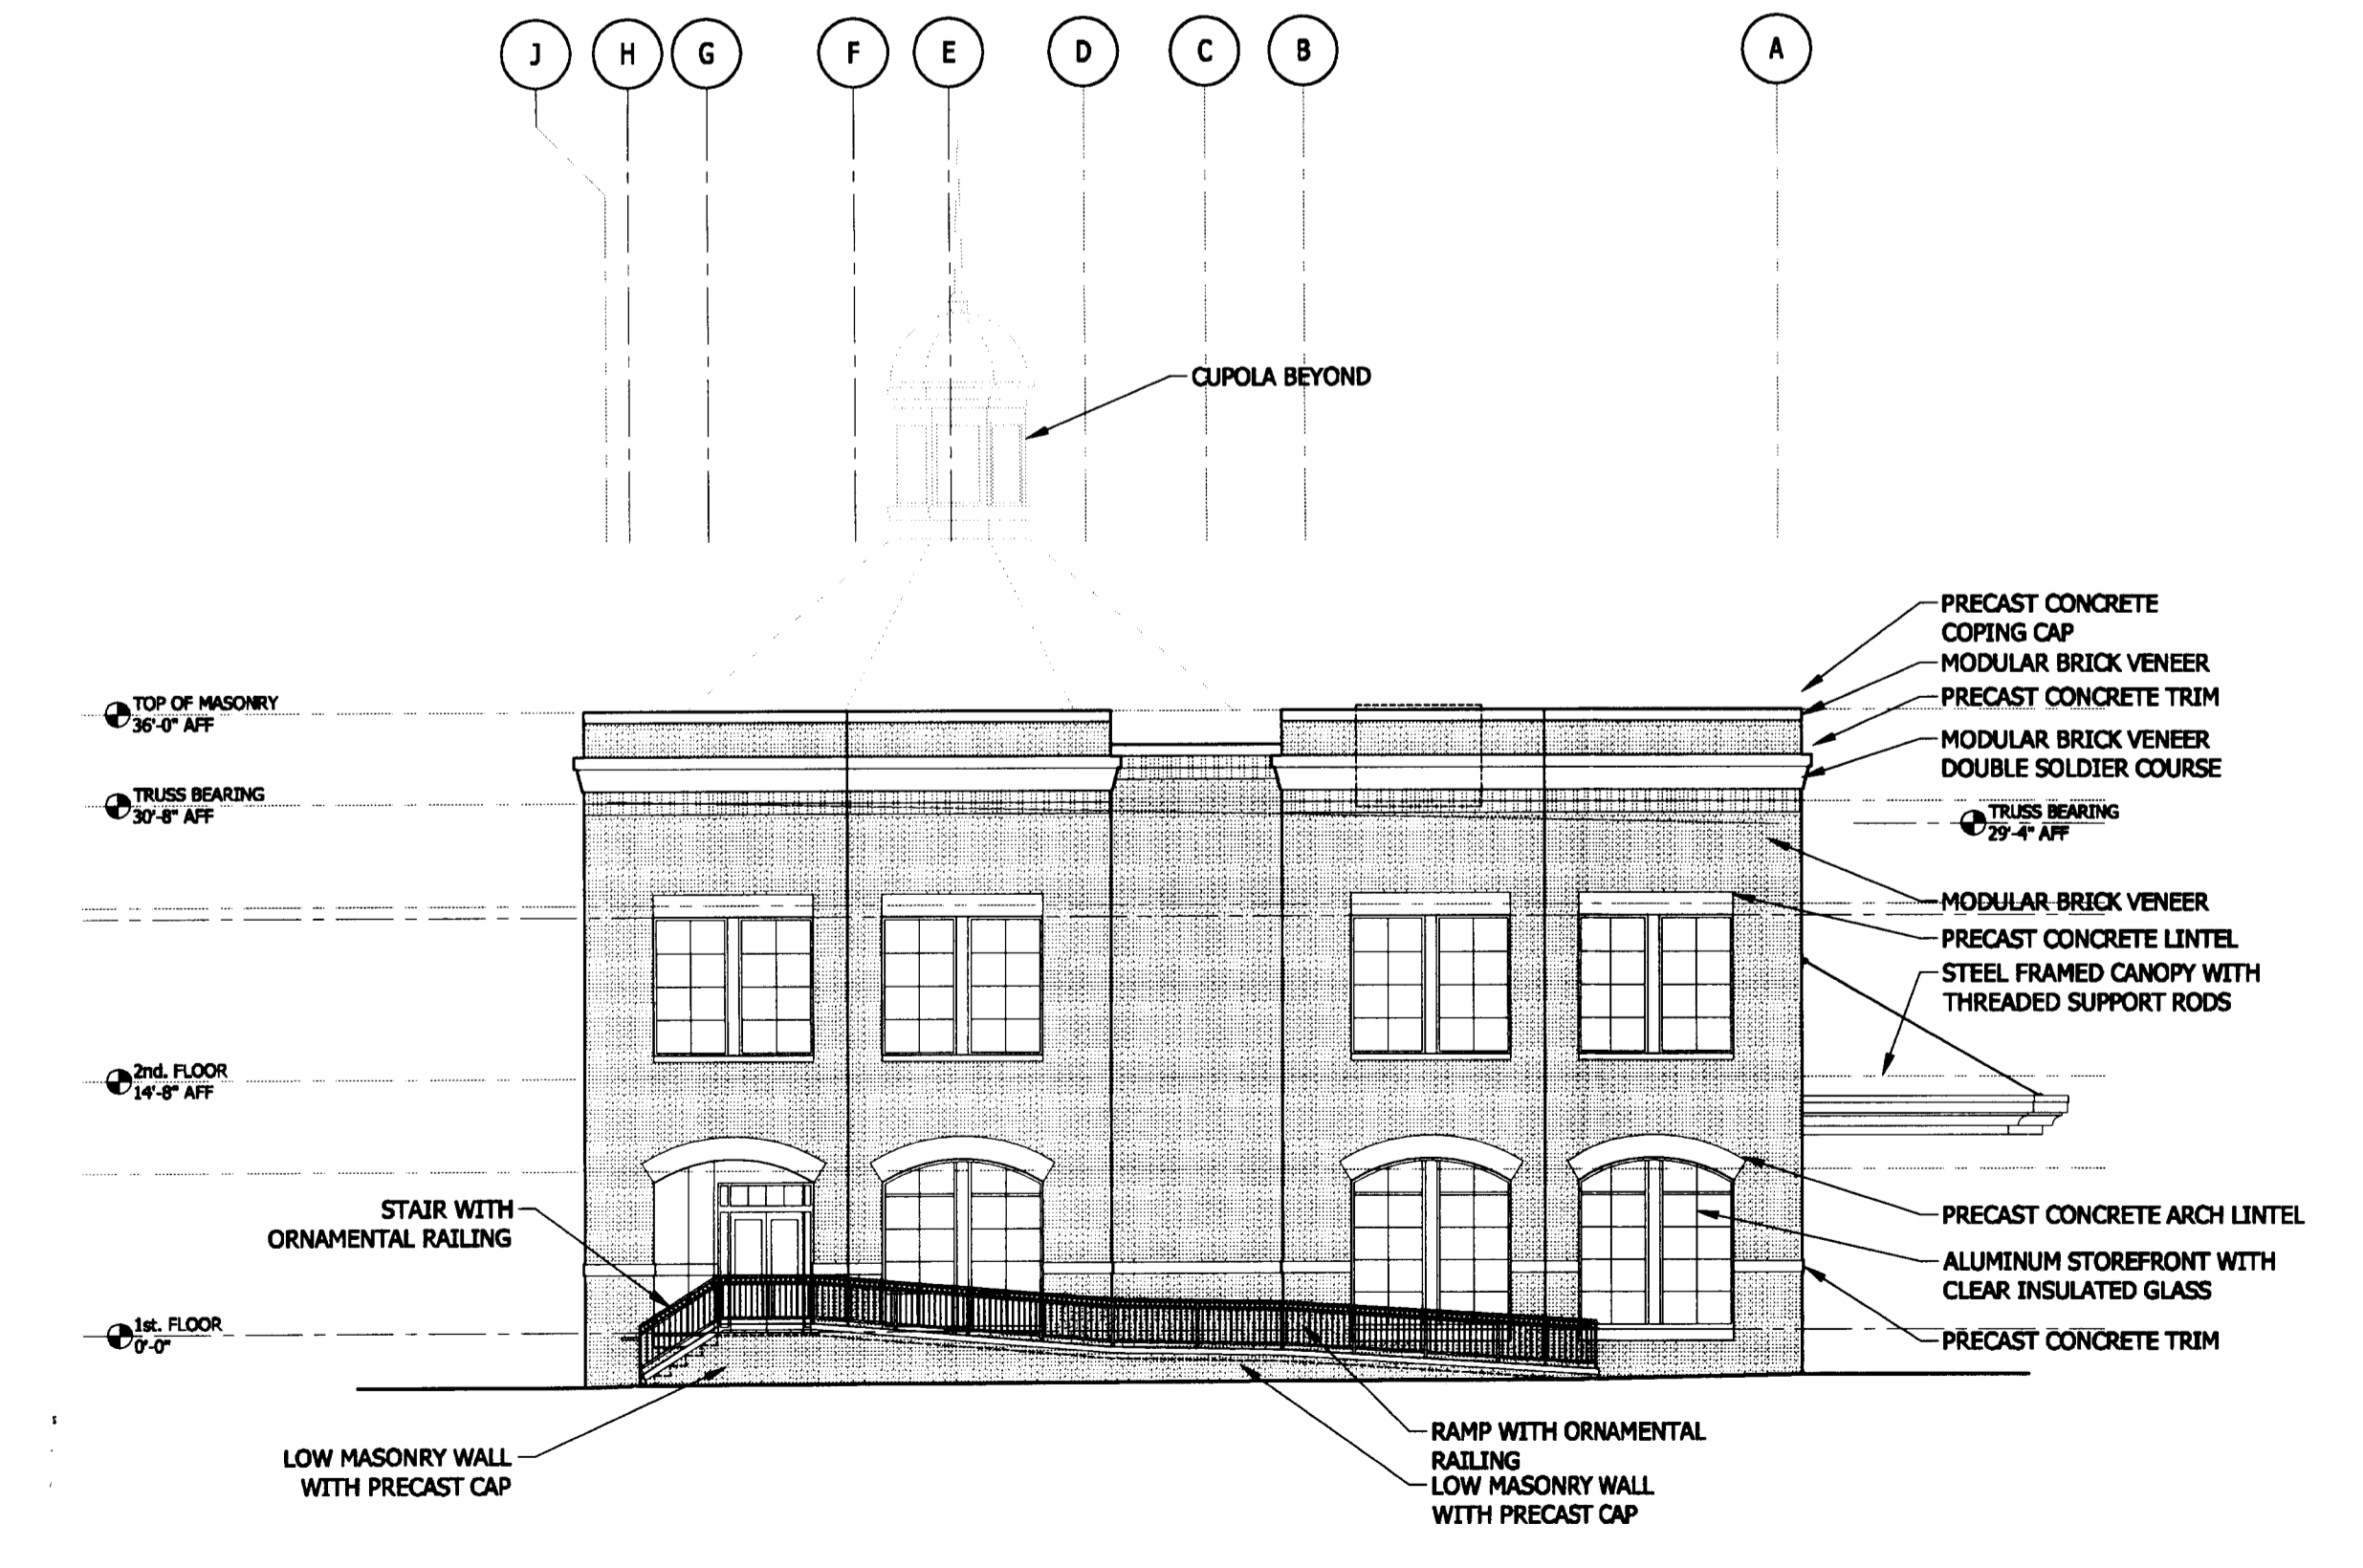 J H G F E D C B A
CUPOLA BEYOND
PRECAST CONCRETE
COPING CAP
MODULAR BRICK VENEER
PRECAST CONCRETE TRIM
MODULAR BRICK VENEER
DOUBLE SOLDIER COURSE
TOP OF MASONRY
36'-0" AFF
TRUSS BEARING
30'-8" AFF
TRUSS BEARING
29'-4" AFF
MODULAR BRICK VENEER
PRECAST CONCRETE LINTEL
STEEL FRAMED CANOPY WITH
THREADED SUPPORT RODS
2nd. FLOOR
14'-8" AFF
STAIR WITH
ORNAMENTAL RAILING
PRECAST CONCRETE ARCH LINTEL
ALUMINUM STOREFRONT WITH
CLEAR INSULATED GLASS
1st. FLOOR
0'-0"
PRECAST CONCRETE TRIM
LOW MASONRY WALL
WITH PRECAST CAP
RAMP WITH ORNAMENTAL
RAILING
LOW MASONRY WALL
WITH PRECAST CAP